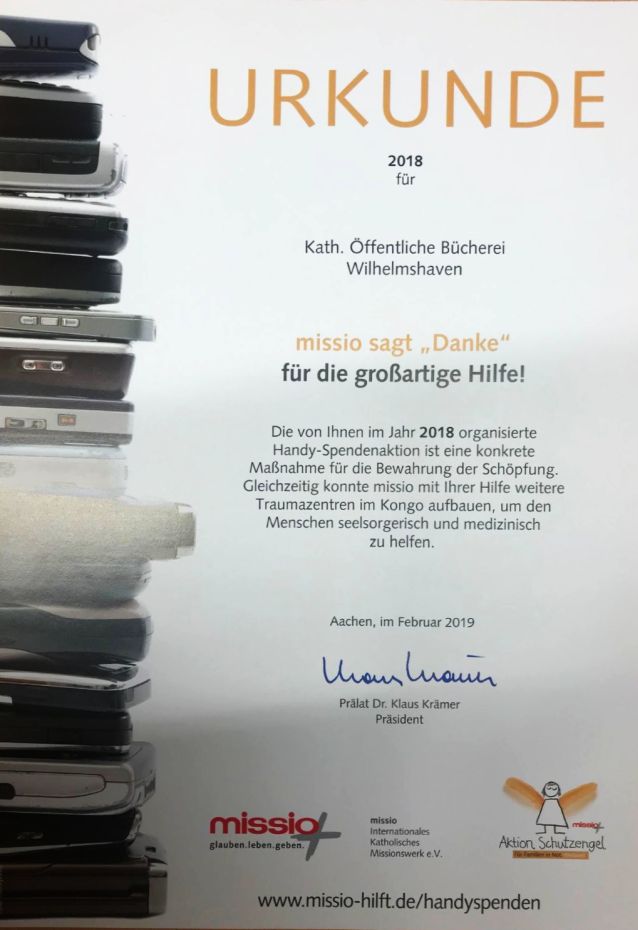 URKUNDE
2018
für
Kath. Öffentliche Bücherei
Wilhelmshaven
missio sagt „Danke“
für die großartige Hilfe!
Die von Ihnen im Jahr 2018 organisierte
Handy-Spendenaktion ist eine konkrete
Maßnahme für die Bewahrung der Schöpfung.
Gleichzeitig konnte missio mit Ihrer Hilfe weitere
Traumazentren im Kongo aufbauen, um den
Menschen seelsorgerisch und medizinisch
zu helfen.
Aachen, im Februar 2019
Prälat Dr. Klaus Krämer
Präsident
missio
glauben.leben.geben.
missio
Internationales
Katholisches
Missionswerk e.V.
missio
Aktion Schutzengel
Für Familien in Not.
www.missio-hilft.de/handyspenden